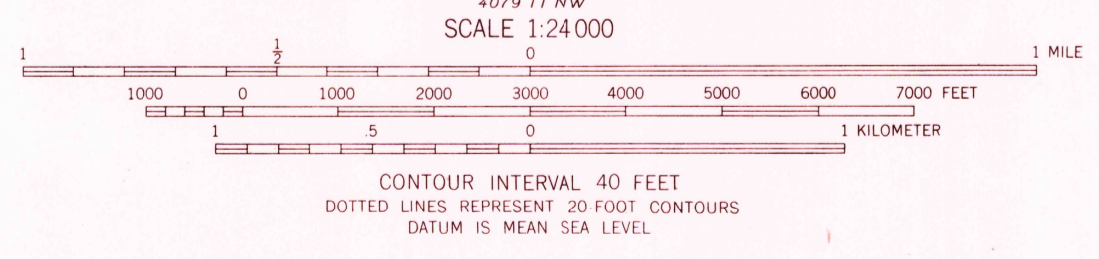 SCALE 1:24 000
1 ½ 0 1 MILE
1000 0 1000 2000 3000 4000 5000 6000 7000 FEET
1 .5 0 1 KILOMETER
CONTOUR INTERVAL 40 FEET
DOTTED LINES REPRESENT 20-FOOT CONTOURS
DATUM IS MEAN SEA LEVEL